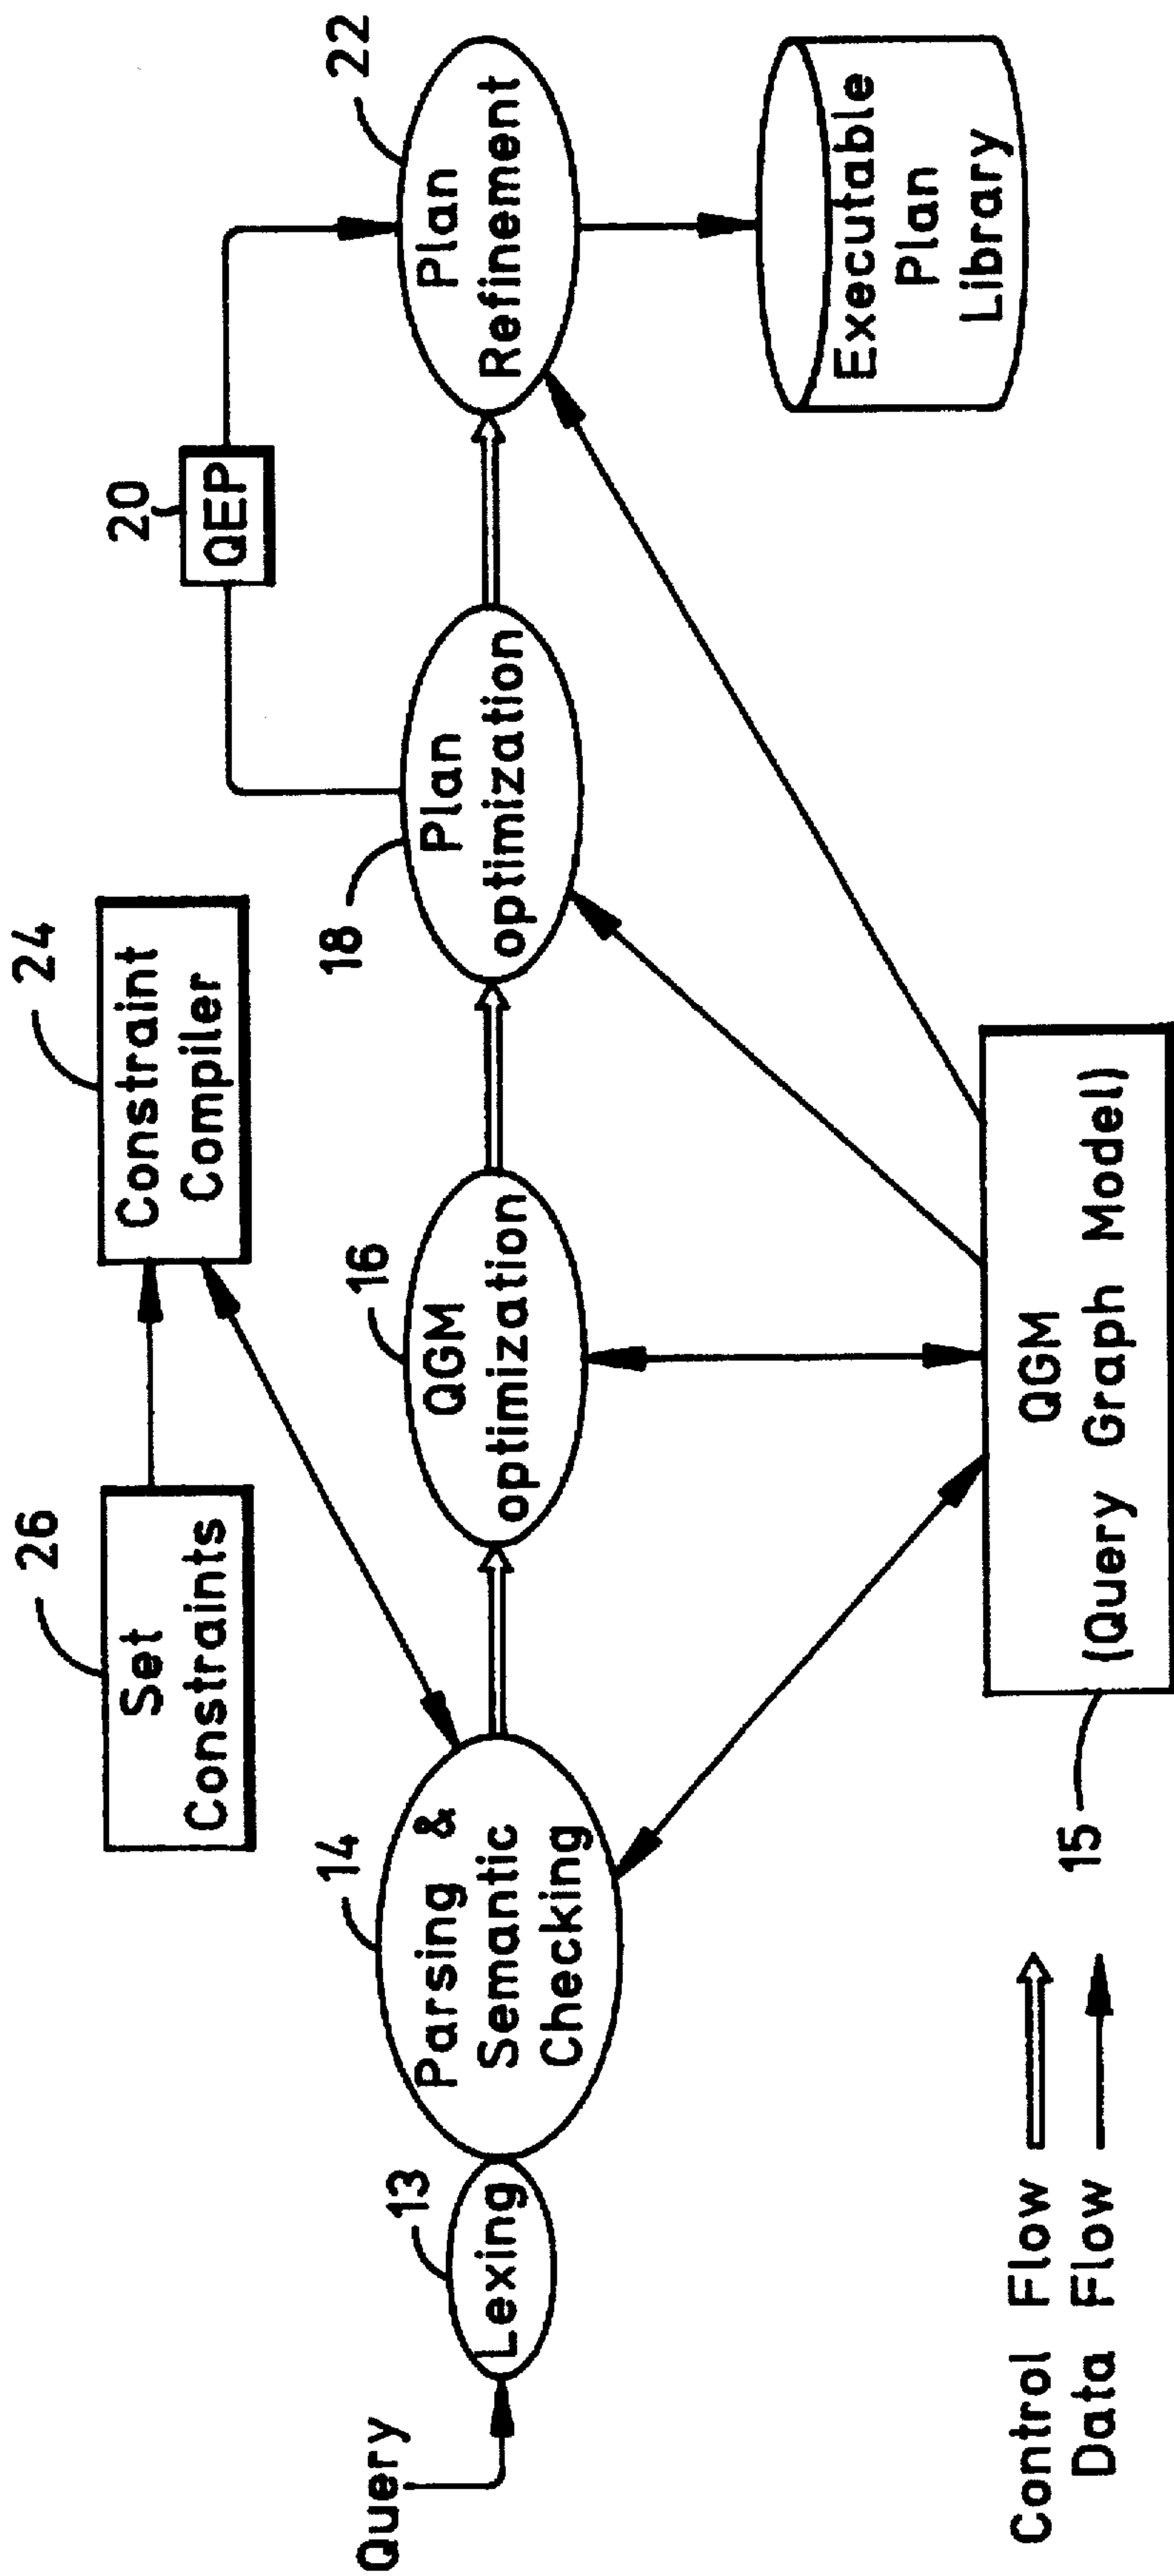 26
Set
Constraints
24
Constraint
Compiler
20
QEP
Query
13
Lexing
14
Parsing &
Semantic
Checking
16
QGM
optimization
18
Plan
optimization
22
Plan
Refinement
Executable
Plan
Library
15
QGM
(Query Graph Model)
Control Flow
Data Flow